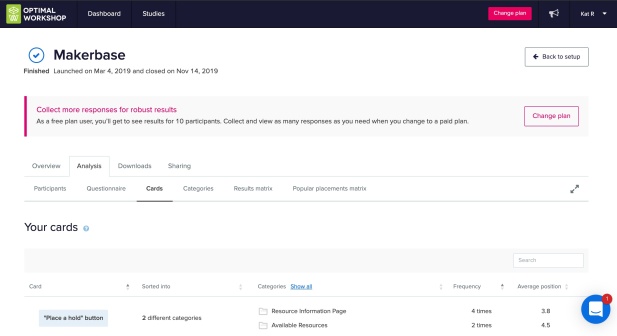 OPTIMAL
WORKSHOP
Dashboard
Studies
Change plan
Kat R
Makerbase
Back to setup
Finished Launched on Mar 4, 2019 and closed on Nov 14, 2019
Collect more responses for robust results
As a free plan user, you'll get to see results for 10 participants. Collect and view as many responses as you need when you change to a paid plan.
Change plan
Overview Analysis Downloads Sharing
Participants Questionnaire Cards Categories Results matrix Popular placements matrix
Your cards ?
Search
Card Sorted into Categories Show all Frequency Average position
1
"Place a hold" button 2 different categories Resource Information Page 4 times 3.8
Available Resources 2 times 4.5